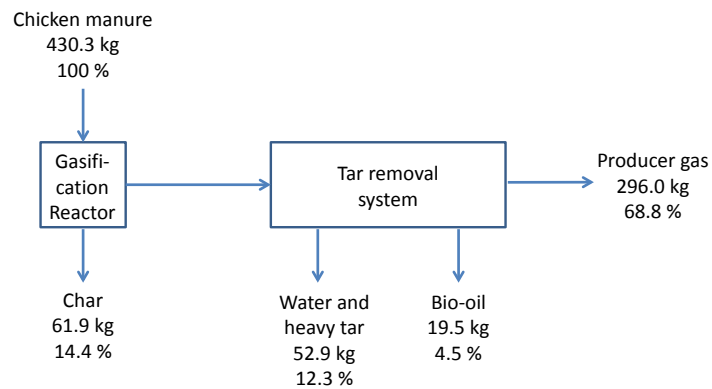 Chicken manure
430.3 kg
100 %
Gasifi-
cation
Reactor
Tar removal
system
Producer gas
296.0 kg
68.8 %
Char
61.9 kg
14.4 %
Water and
heavy tar
52.9 kg
12.3 %
Bio-oil
19.5 kg
4.5 %